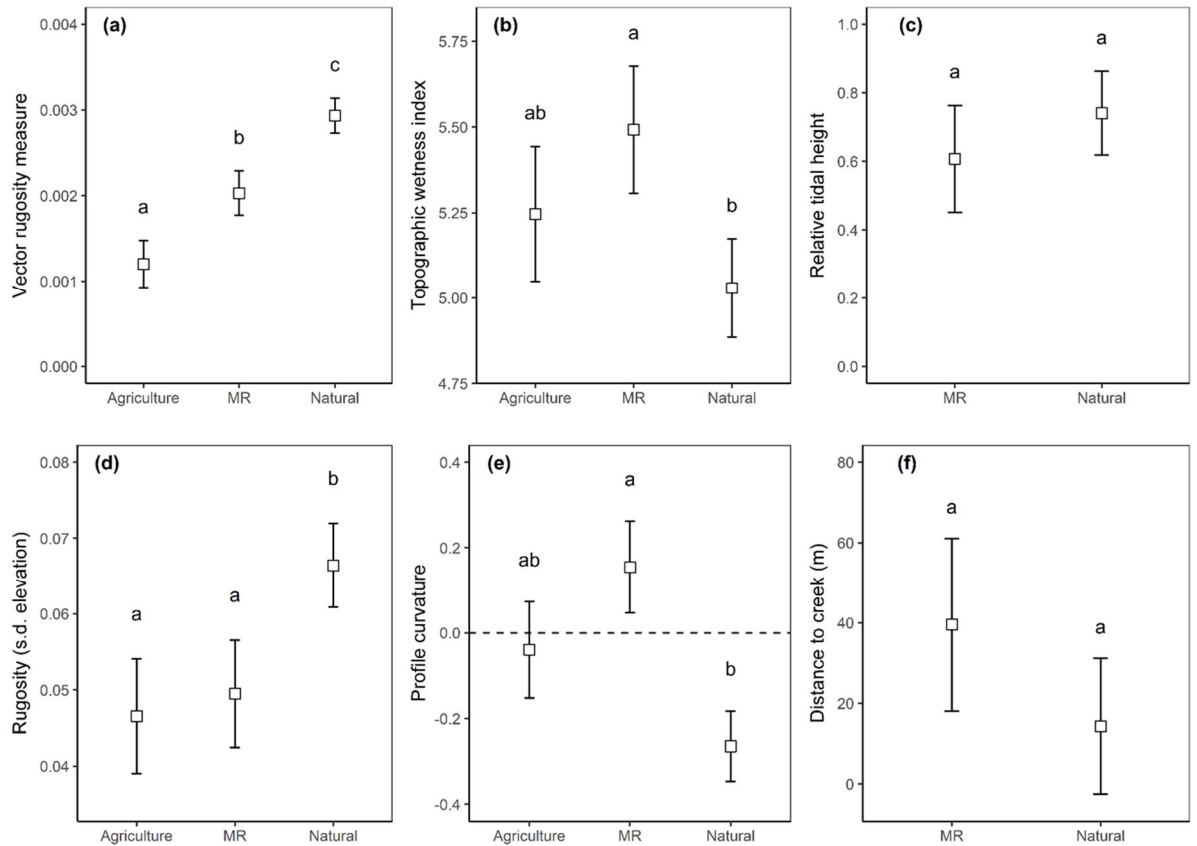 (a)
Vector rugosity measure
0.004
0.003
0.002
0.001
0.000
a
b
c
Agriculture MR Natural
(b)
Topographic wetness index
5.75
5.50
5.25
5.00
4.75
ab
a
b
Agriculture MR Natural
(c)
Relative tidal height
1.0
0.8
0.6
0.4
0.2
0.0
a
a
MR Natural
(d)
Rugosity (s.d. elevation)
0.08
0.07
0.06
0.05
0.04
a
a
b
Agriculture MR Natural
(e)
Profile curvature
0.4
0.2
0.0
-0.2
-0.4
ab
a
b
Agriculture MR Natural
(f)
Distance to creek (m)
80
60
40
20
0
a
a
MR Natural